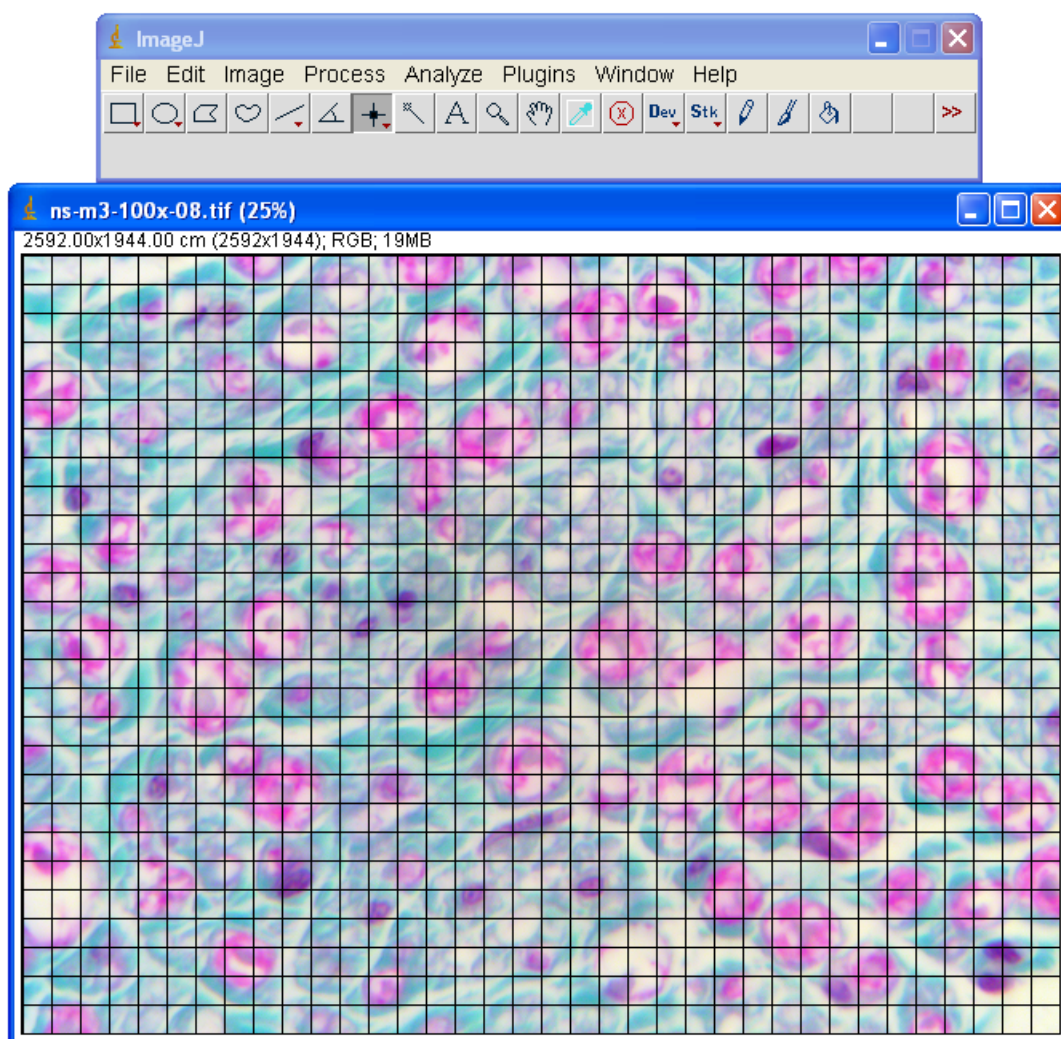 ImageJ
File Edit Image Process Analyze Plugins Window Help
A Dev Stk >>
ns-m3-100x-08.tif (25%)
2592.00x1944.00 cm (2592x1944); RGB; 19MB